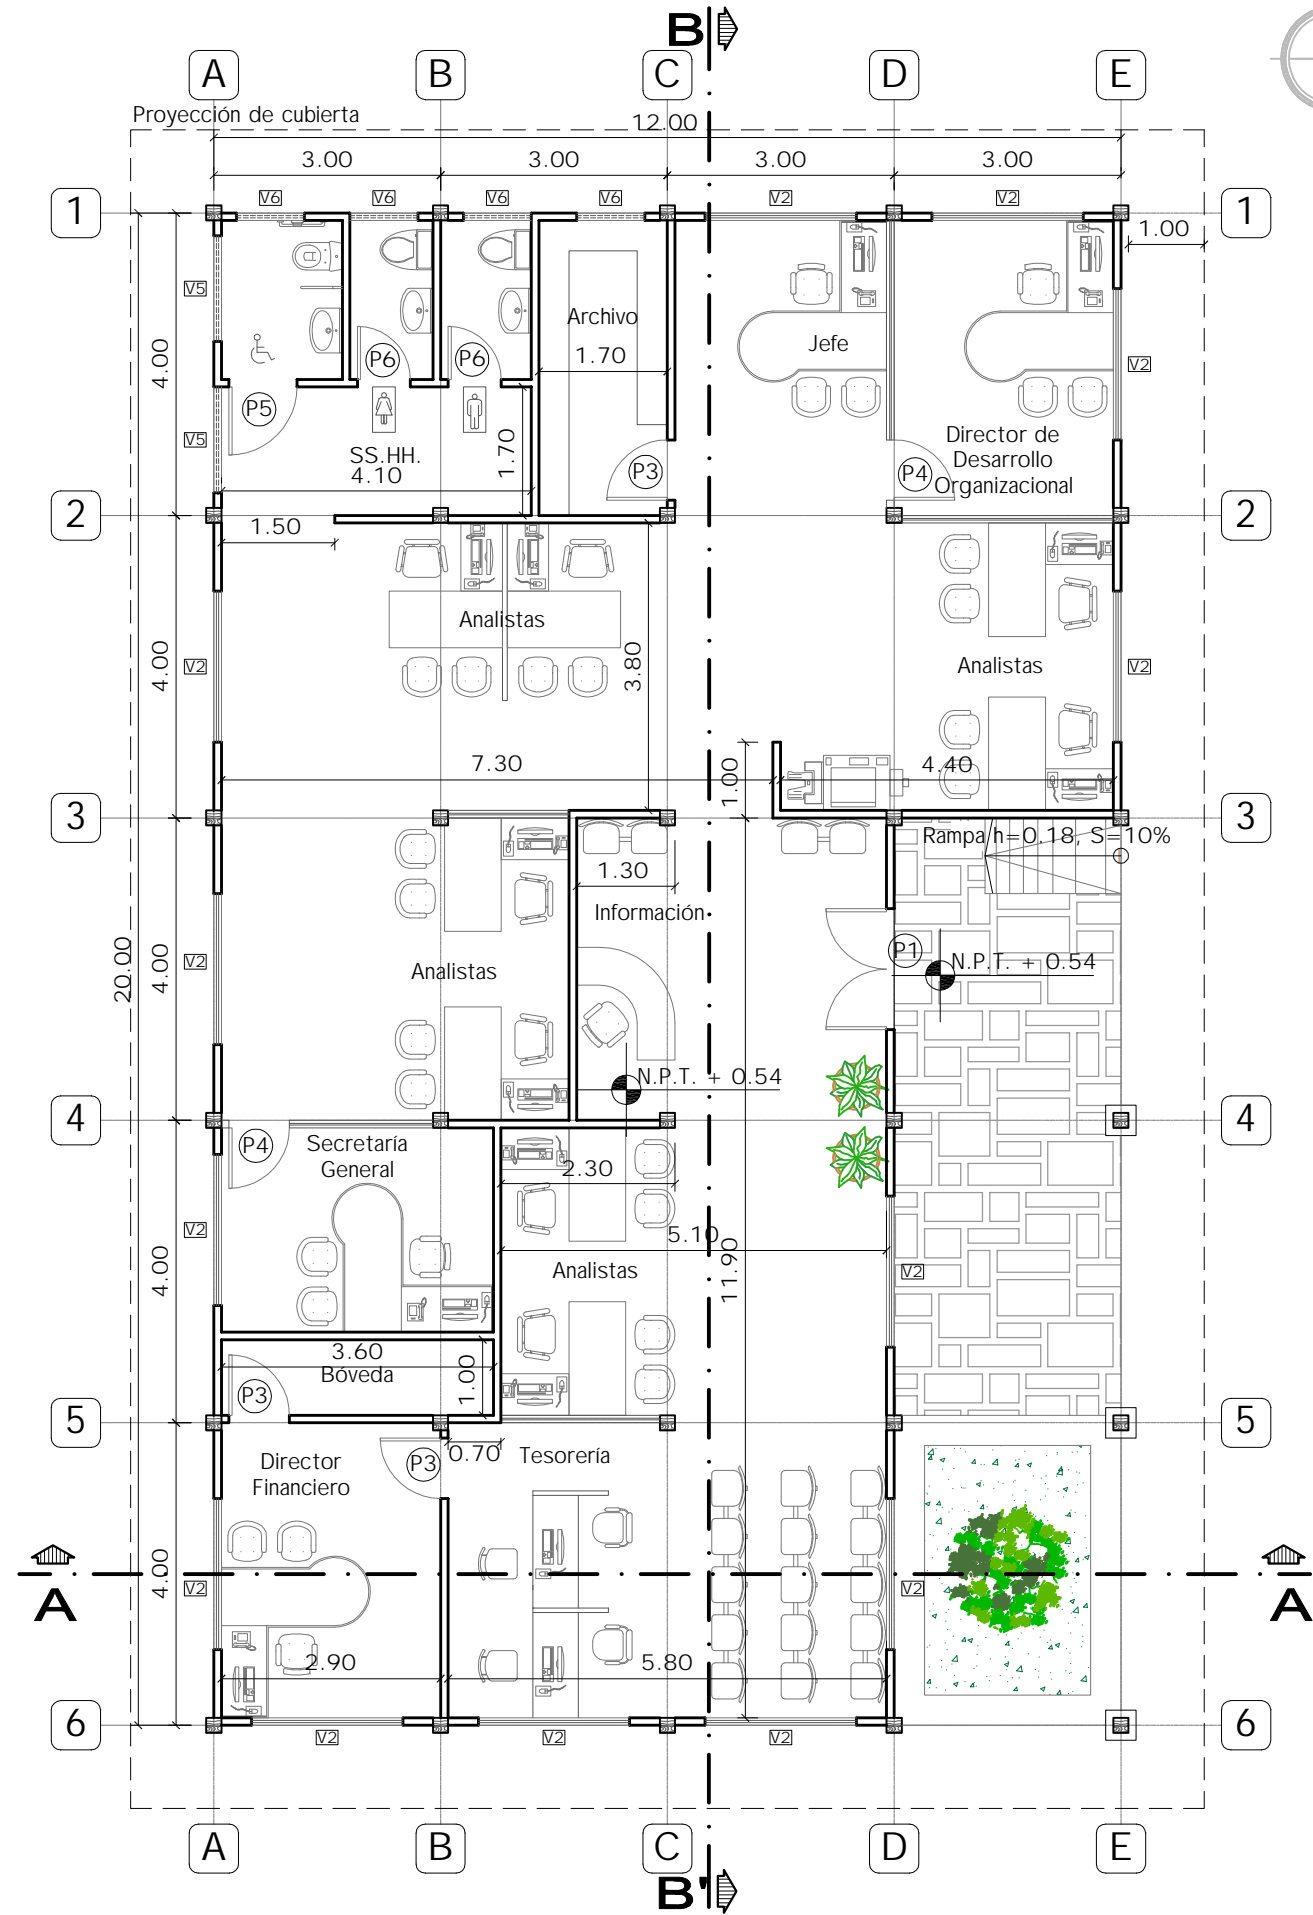 B
A
B
C
D
E
Proyección de cubierta
12.00
3.00
3.00
3.00
3.00
V6
V6
V6
V6
V2
V2
1
1
1.00
V5
4.00
Archivo
Jefe
1.70
P6
P6
V2
P5
V5
SS.HH.
4.10
1.70
P3
P4
Director de
Desarrollo
Organizacional
2
2
1.50
Analistas
3.80
V2
4.00
Analistas
V2
7.30
1.00
4.40
3
3
Rampa h=0.18, S=10%
1.30
Información
P1
N.P.T. + 0.54
20.00
4.00
V2
Analistas
N.P.T. + 0.54
4
4
P4
Secretaría
General
2.30
V2
4.00
5.10
11.90
Analistas
V2
3.60
Bóveda
1.00
P3
5
5
Director
Financiero
P3
0.70
Tesorería
A
4.00
V2
V2
A
2.90
5.80
6
6
V2
V2
V2
A
B
C
D
E
B'